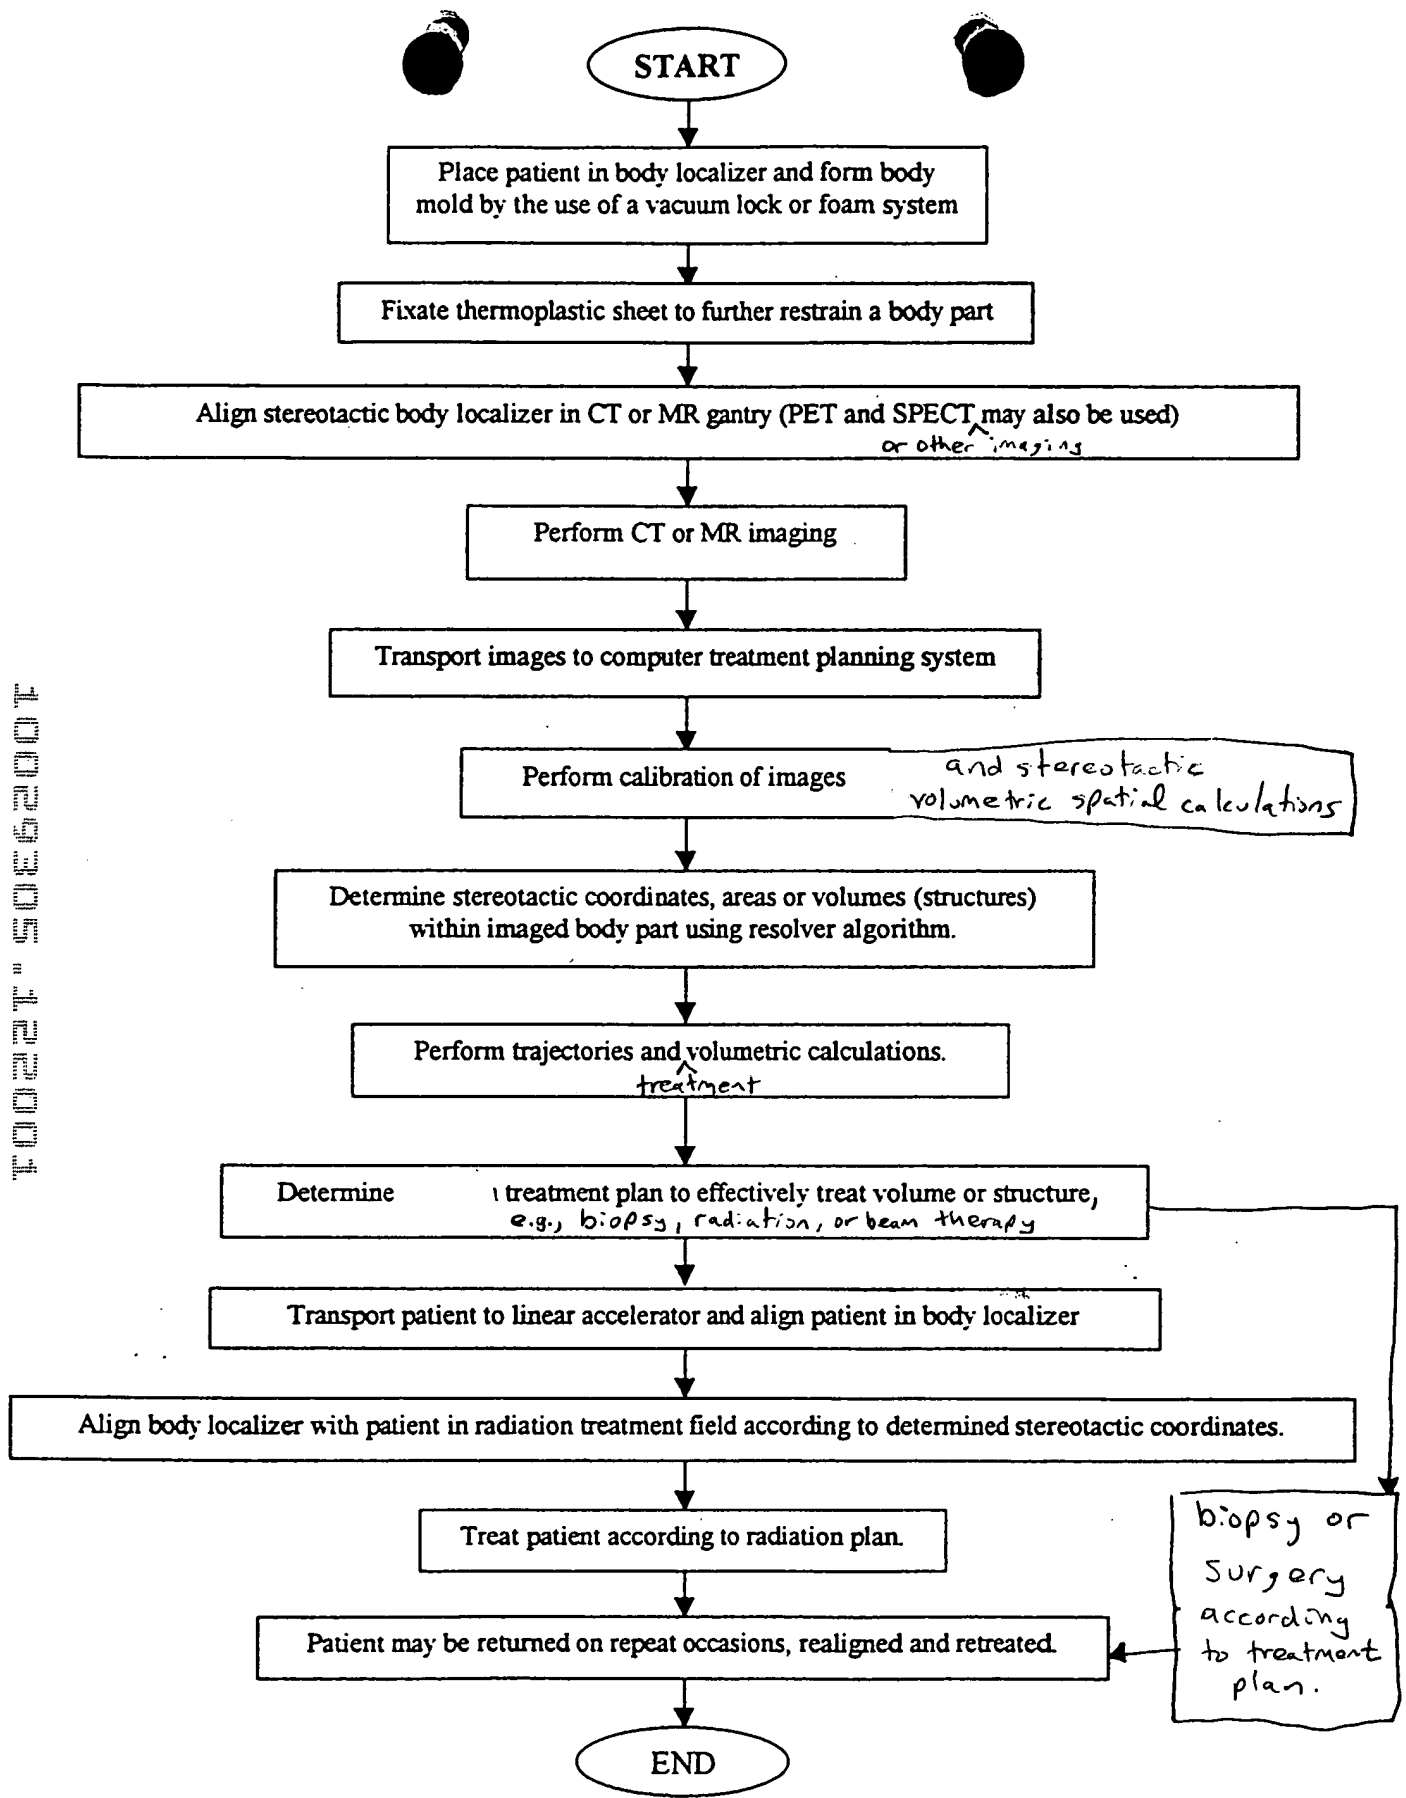 START
Place patient in body localizer and form body
mold by the use of a vacuum lock or foam system
Fixate thermoplastic sheet to further restrain a body part
Align stereotactic body localizer in CT or MR gantry (PET and SPECT may also be used)
or other imaging
Perform CT or MR imaging
Transport images to computer treatment planning system
Perform calibration of images
and stereotactic
volumetric spatial calculations
Determine stereotactic coordinates, areas or volumes (structures)
within imaged body part using resolver algorithm.
Perform trajectories and volumetric calculations.
treatment
Determine treatment plan to effectively treat volume or structure,
e.g., biopsy, radiation, or beam therapy
Transport patient to linear accelerator and align patient in body localizer
Align body localizer with patient in radiation treatment field according to determined stereotactic coordinates.
Treat patient according to radiation plan.
biopsy or
surgery
according
to treatment
plan.
Patient may be returned on repeat occasions, realigned and retreated.
END
10029305.122001